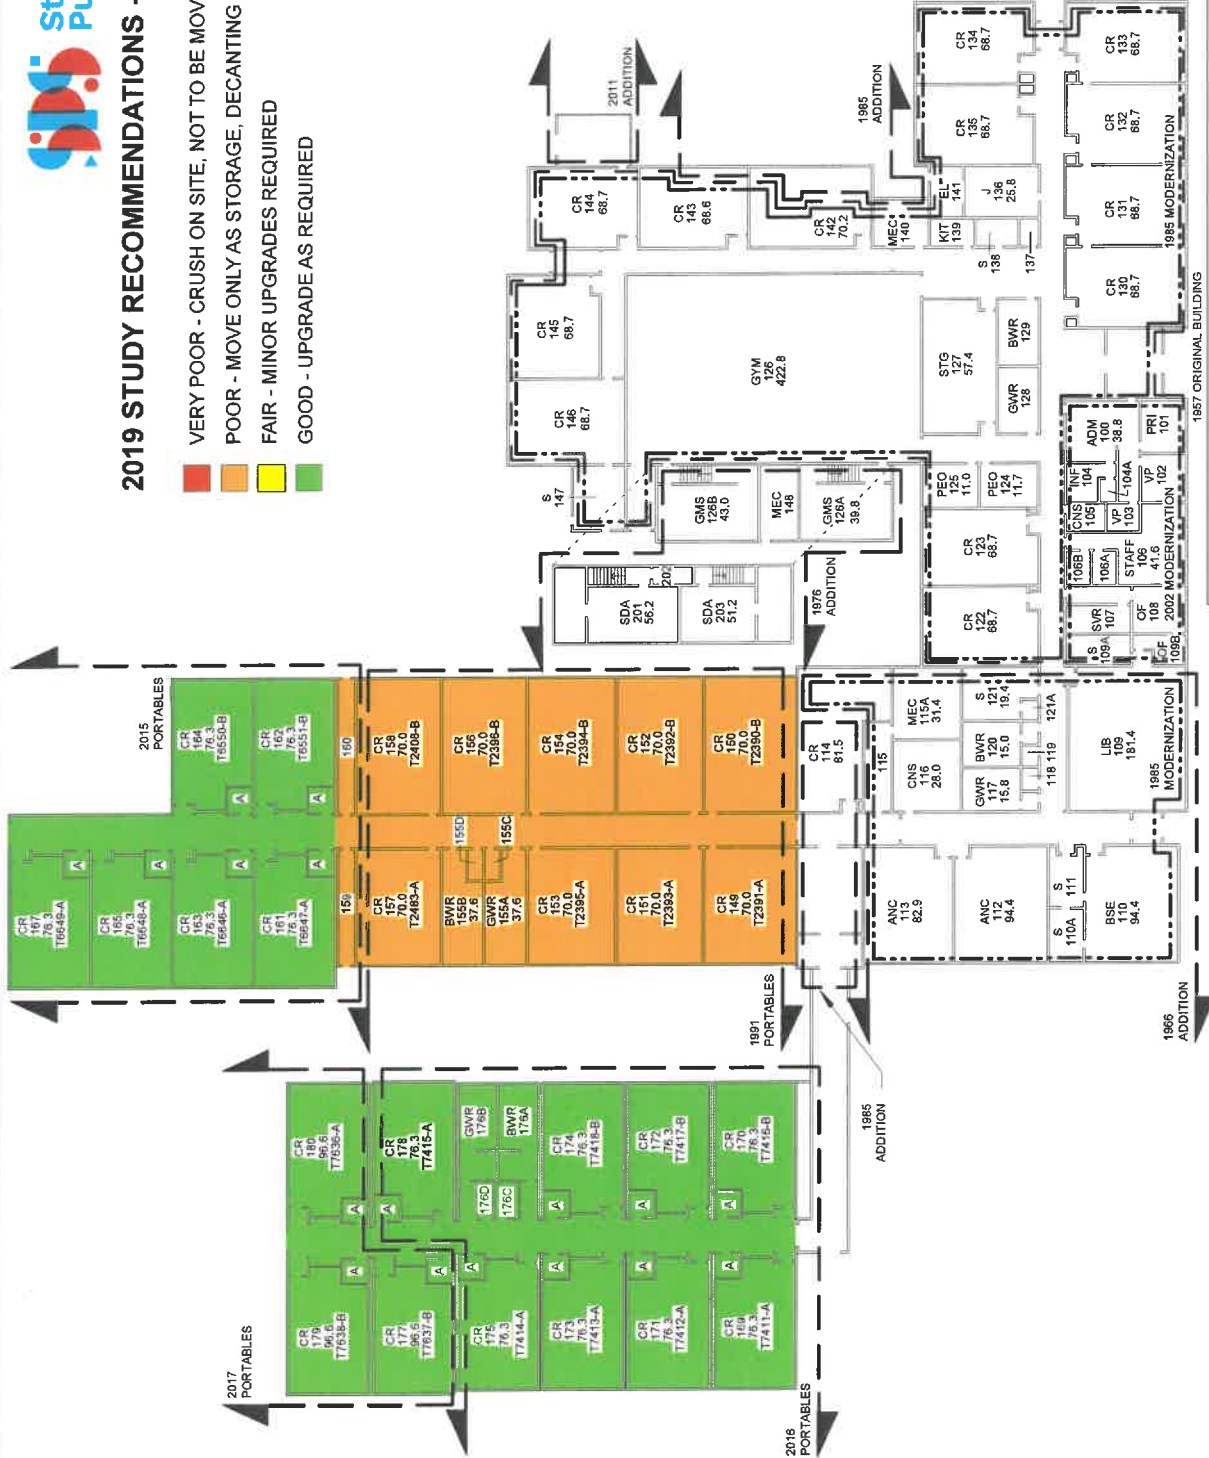 St
Pu
2019 STUDY RECOMMENDATIONS -
VERY POOR - CRUSH ON SITE, NOT TO BE MOV
POOR - MOVE ONLY AS STORAGE, DECANTING
FAIR - MINOR UPGRADES REQUIRED
GOOD - UPGRADE AS REQUIRED
2017
PORTABLES
CR
179
96.6
T7638-B
A
CR
180
96.6
T7636-A
A
CR
177
96.6
T7637-B
A
CR
178
76.3
T7415-A
A
CR
175
76.3
T7414-A
A
GWR
176B
BWR
176A
176D
176C
CR
173
76.3
T7413-A
A
CR
174
76.3
T7418-B
A
CR
171
76.3
T7412-A
A
CR
172
76.3
T7417-B
A
CR
169
76.3
T7411-A
A
CR
170
76.3
T7416-B
A
2016
PORTABLES
1985
ADDITION
2015
PORTABLES
CR
167
76.3
T6649-A
A
CR
165
76.3
T6648-A
A
CR
163
76.3
T6646-A
A
CR
164
76.3
T6550-B
A
CR
161
76.3
T6647-A
A
CR
162
76.3
T6551-B
A
159
160
CR
157
70.0
T2483-A
CR
158
70.0
T2408-B
BWR
155B
37.6
155D
GWR
155A
37.6
155C
CR
156
70.0
T2396-B
CR
153
70.0
T2395-A
CR
154
70.0
T2394-B
CR
151
70.0
T2393-A
CR
152
70.0
T2392-B
CR
149
70.0
T2391-A
CR
150
70.0
T2390-B
1991
PORTABLES
CR
114
81.5
115
ANC
113
82.9
ANC
112
94.4
S
111
S
110A
BSE
110
94.4
CNS
116
28.0
MEC
115A
31.4
GWR
117
15.8
BWR
120
15.0
S
121
19.4
118
119
121A
LIB
109
181.4
1985
MODERNIZATION
1966
ADDITION
SDA
201
56.2
202
SDA
203
51.2
1976
ADDITION
GMS
126B
43.0
MEC
148
GMS
126A
39.8
S
147
CR
146
68.7
CR
145
68.7
CR
144
68.7
CR
143
68.6
CR
142
70.2
2011
ADDITION
GYM
126
422.8
MEC
140
KIT
139
EL
141
S
138
137
J
136
25.8
1985
ADDITION
CR
135
68.7
CR
134
68.7
CR
133
68.7
CR
132
68.7
CR
131
68.7
CR
130
68.7
1985 MODERNIZATION
STG
127
57.4
GWR
128
BWR
129
PEO
125
11.0
PEO
124
11.7
CR
123
68.7
CR
122
68.7
ADM
100
38.8
PRI
101
VP
102
VP
103
INF
104
104A
CNS
105
STAFF
106
41.6
106B
106A
SVR
107
OF
108
S
109A
OF
109B
2002 MODERNIZATION
1957 ORIGINAL BUILDING